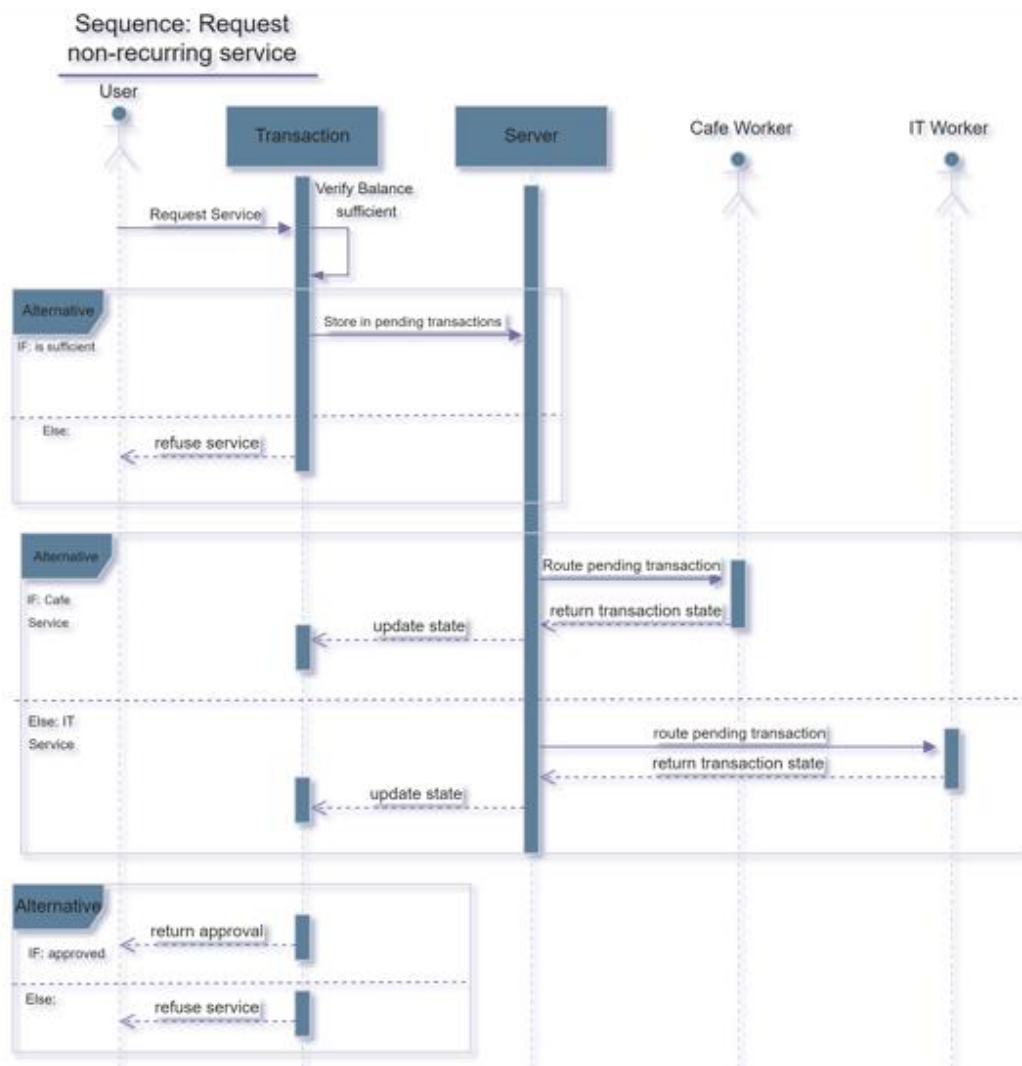 Sequence: Request
non-recurring service
User
Transaction
Server
Cafe Worker
IT Worker
Verify Balance
sufficient
Request Service
Alternative
Store in pending transactions
IF: is sufficient
Else:
refuse service
Alternative
Route pending transaction
IF: Cafe
Service
return transaction state
update state
Else: IT
Service
route pending transaction
return transaction state
update state
Alternative
return approval
IF: approved
Else:
refuse service